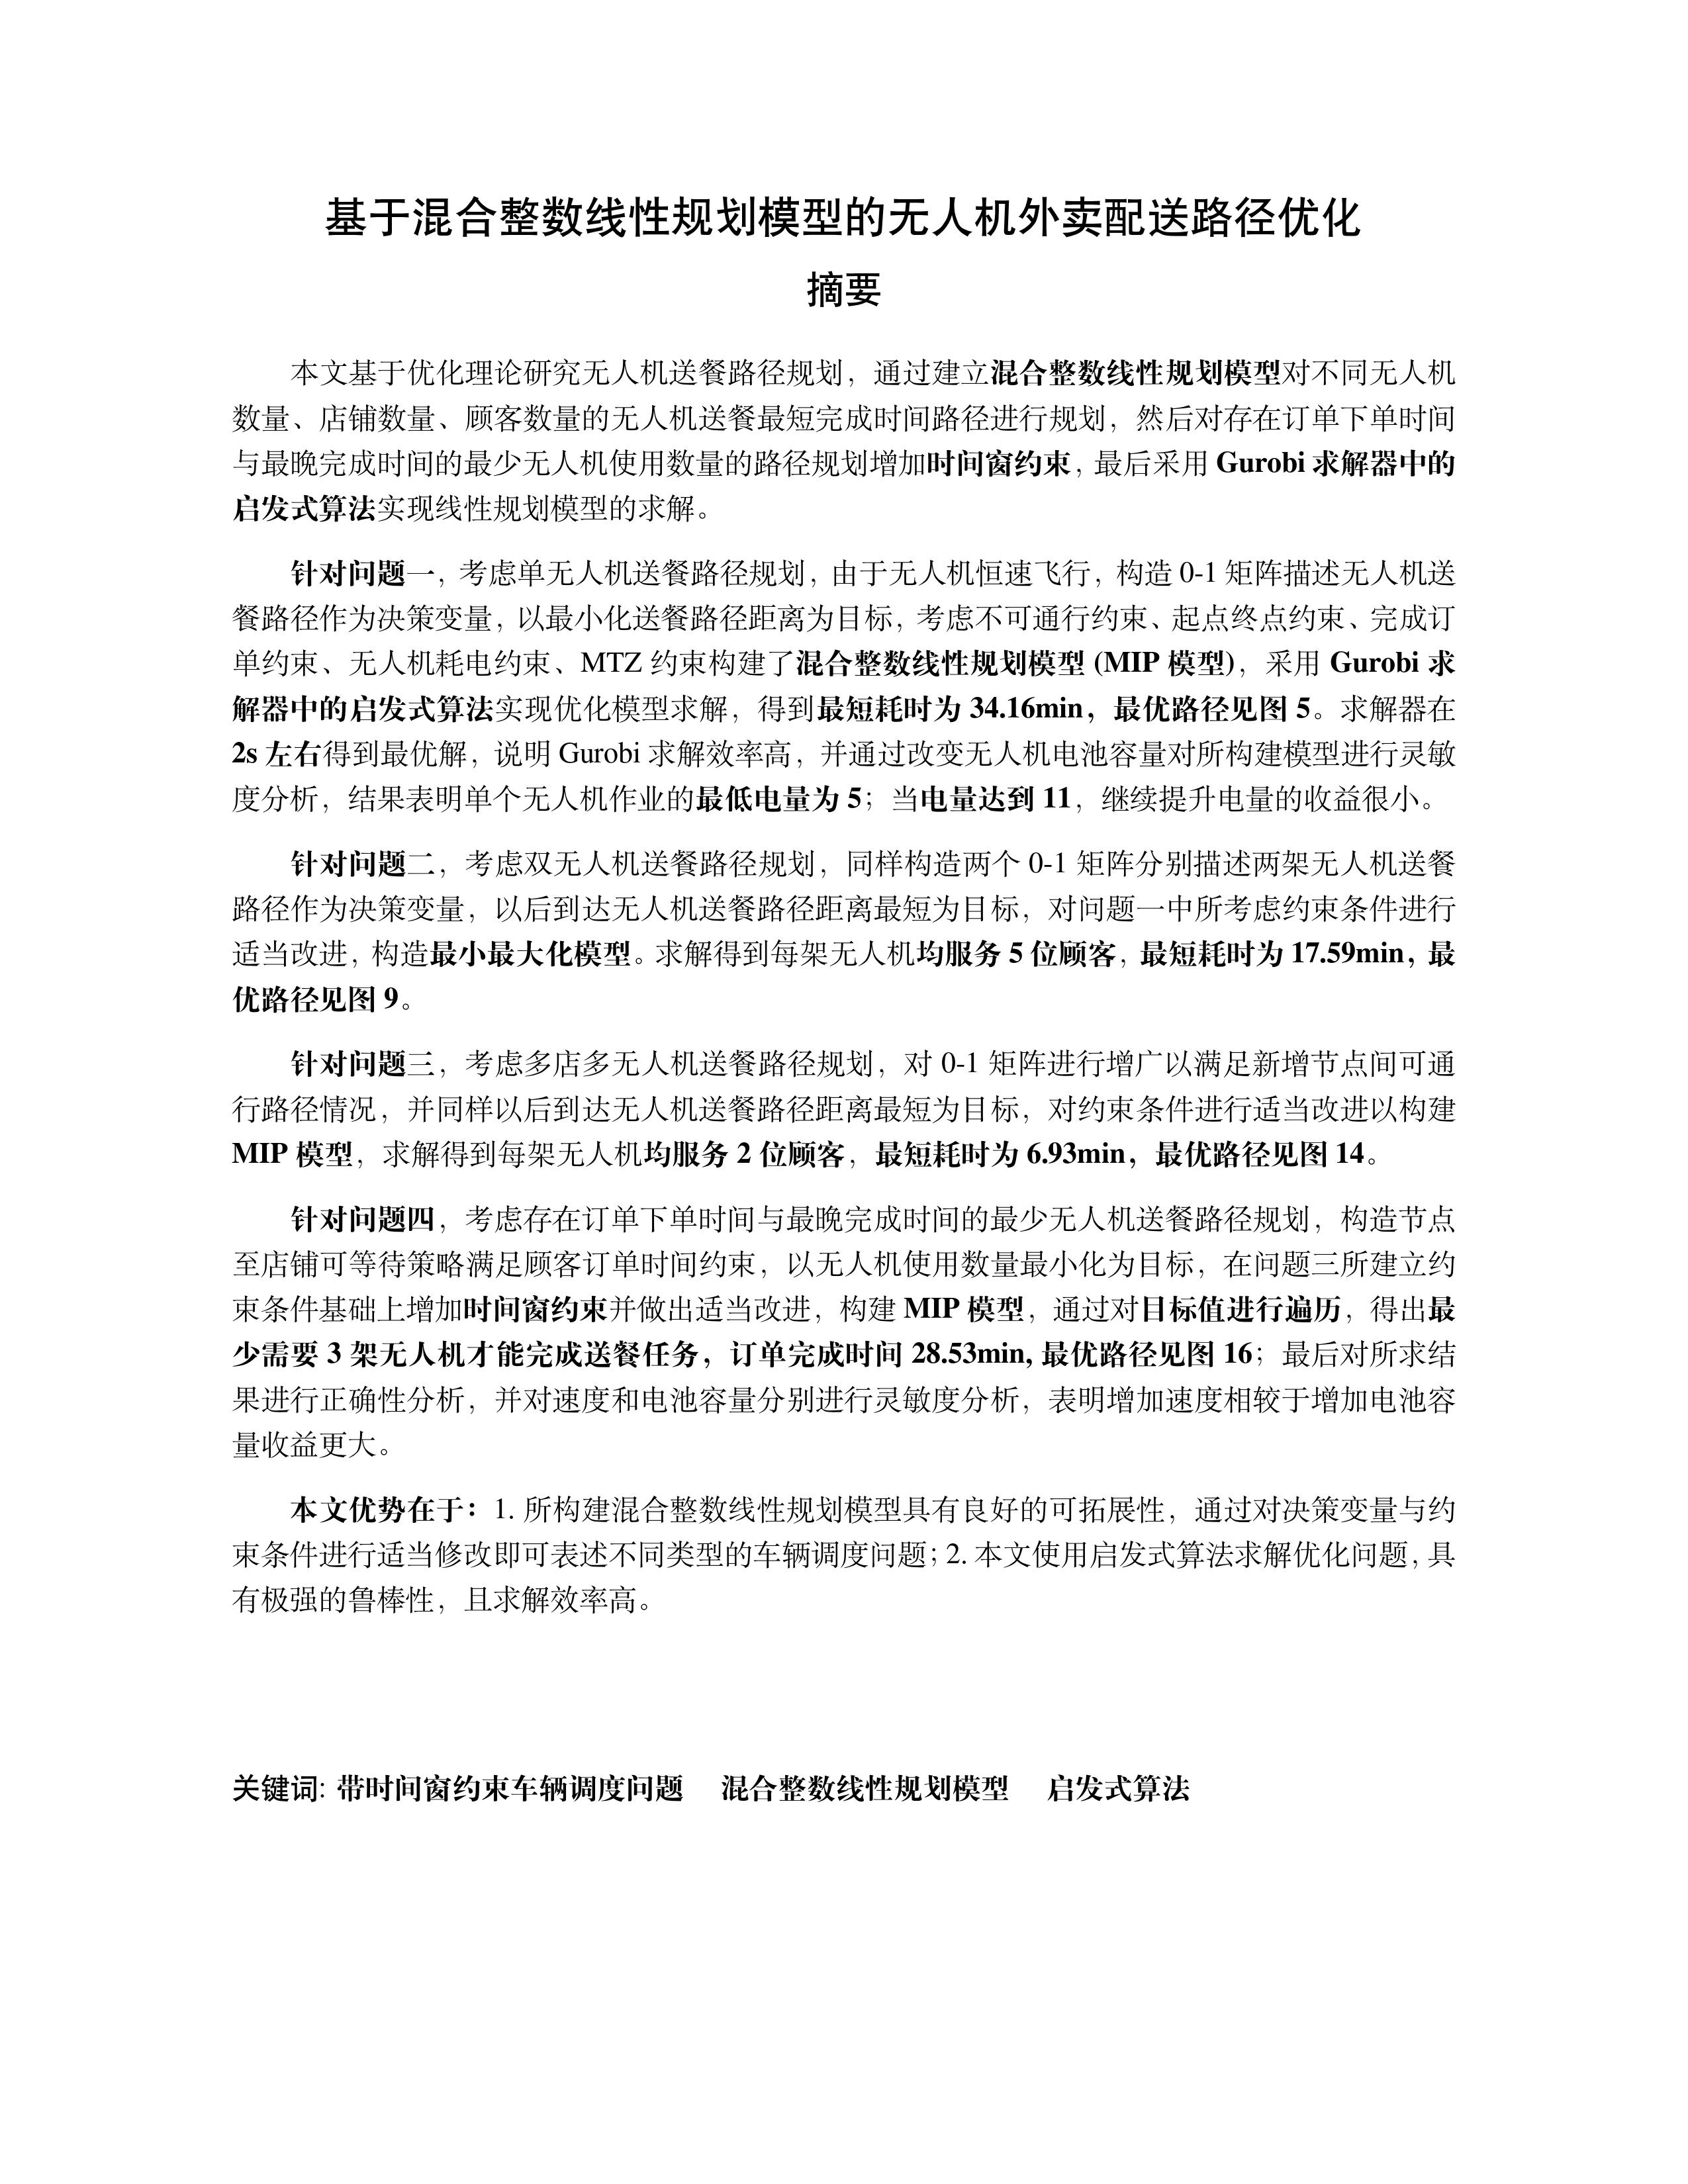 基于混合整数线性规划模型的无人机外卖配送路径优化
摘要
本文基于优化理论研究无人机送餐路径规划，通过建立混合整数线性规划模型对不同无人机
数量、店铺数量、顾客数量的无人机送餐最短完成时间路径进行规划，然后对存在订单下单时间
与最晚完成时间的最少无人机使用数量的路径规划增加时间窗约束，最后采用 Gurobi 求解器中的
启发式算法实现线性规划模型的求解。
针对问题一，考虑单无人机送餐路径规划，由于无人机恒速飞行，构造 0-1 矩阵描述无人机送
餐路径作为决策变量，以最小化送餐路径距离为目标，考虑不可通行约束、起点终点约束、完成订
单约束、无人机耗电约束、MTZ 约束构建了混合整数线性规划模型 (MIP 模型)，采用 Gurobi 求
解器中的启发式算法实现优化模型求解，得到最短耗时为 34.16min，最优路径见图 5。求解器在
2s 左右得到最优解，说明 Gurobi 求解效率高，并通过改变无人机电池容量对所构建模型进行灵敏
度分析，结果表明单个无人机作业的最低电量为 5；当电量达到 11，继续提升电量的收益很小。
针对问题二，考虑双无人机送餐路径规划，同样构造两个 0-1 矩阵分别描述两架无人机送餐
路径作为决策变量，以后到达无人机送餐路径距离最短为目标，对问题一中所考虑约束条件进行
适当改进，构造最小最大化模型。求解得到每架无人机均服务 5 位顾客，最短耗时为 17.59min，最
优路径见图 9。
针对问题三，考虑多店多无人机送餐路径规划，对 0-1 矩阵进行增广以满足新增节点间可通
行路径情况，并同样以后到达无人机送餐路径距离最短为目标，对约束条件进行适当改进以构建
MIP 模型，求解得到每架无人机均服务 2 位顾客，最短耗时为 6.93min，最优路径见图 14。
针对问题四，考虑存在订单下单时间与最晚完成时间的最少无人机送餐路径规划，构造节点
至店铺可等待策略满足顾客订单时间约束，以无人机使用数量最小化为目标，在问题三所建立约
束条件基础上增加时间窗约束并做出适当改进，构建 MIP 模型，通过对目标值进行遍历，得出最
少需要 3 架无人机才能完成送餐任务，订单完成时间 28.53min, 最优路径见图 16；最后对所求结
果进行正确性分析，并对速度和电池容量分别进行灵敏度分析，表明增加速度相较于增加电池容
量收益更大。
本文优势在于：1. 所构建混合整数线性规划模型具有良好的可拓展性，通过对决策变量与约
束条件进行适当修改即可表述不同类型的车辆调度问题；2. 本文使用启发式算法求解优化问题，具
有极强的鲁棒性，且求解效率高。
关键词: 带时间窗约束车辆调度问题 混合整数线性规划模型 启发式算法